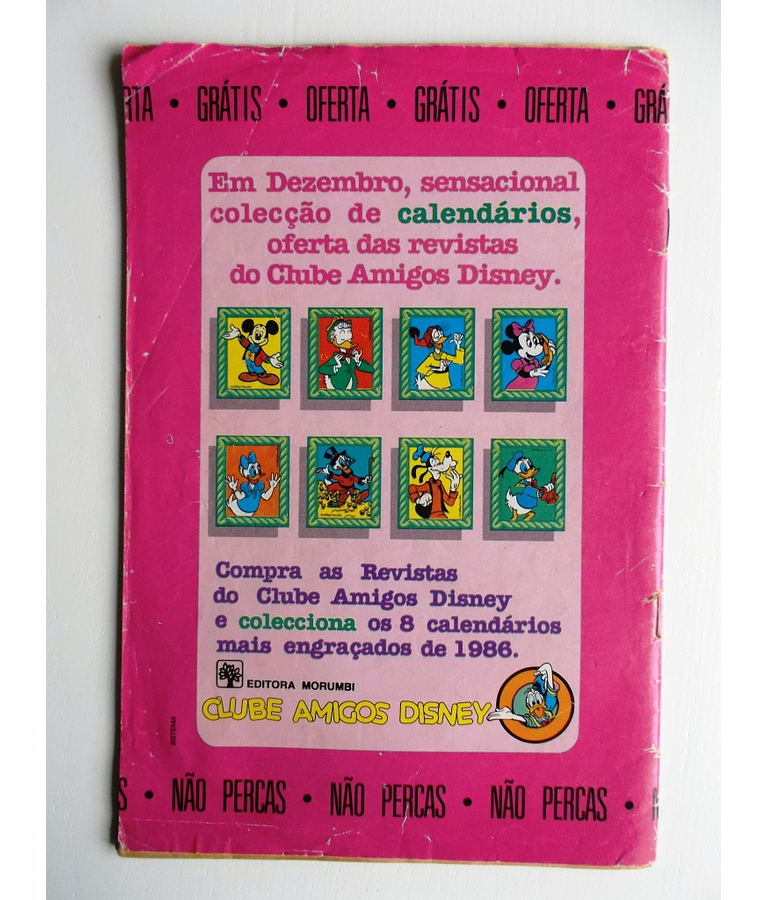 RTA • GRÁTIS • OFERTA • GRÁTIS • OFERTA • GRÁ
Em Dezembro, sensacional
colecção de calendários,
oferta das revistas
do Clube Amigos Disney.
Compra as Revistas
do Clube Amigos Disney
e colecciona os 8 calendários
mais engraçados de 1986.
EDITORA MORUMBI
CLUBE AMIGOS DISNEY
SISTEMA
S • NÃO PERCAS • NÃO PERCAS • NÃO PERCAS • N